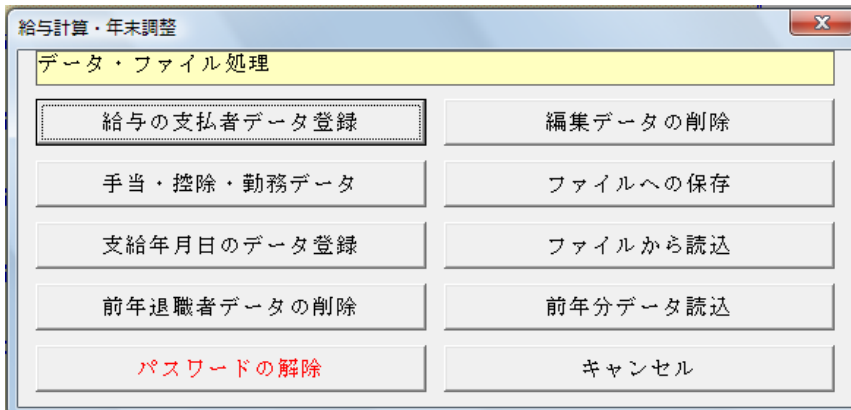 給与計算・年末調整
データ・ファイル処理
給与の支払者データ登録
編集データの削除
手当・控除・勤務データ
ファイルへの保存
支給年月日のデータ登録
ファイルから読込
前年退職者データの削除
前年分データ読込
パスワードの解除
キャンセル